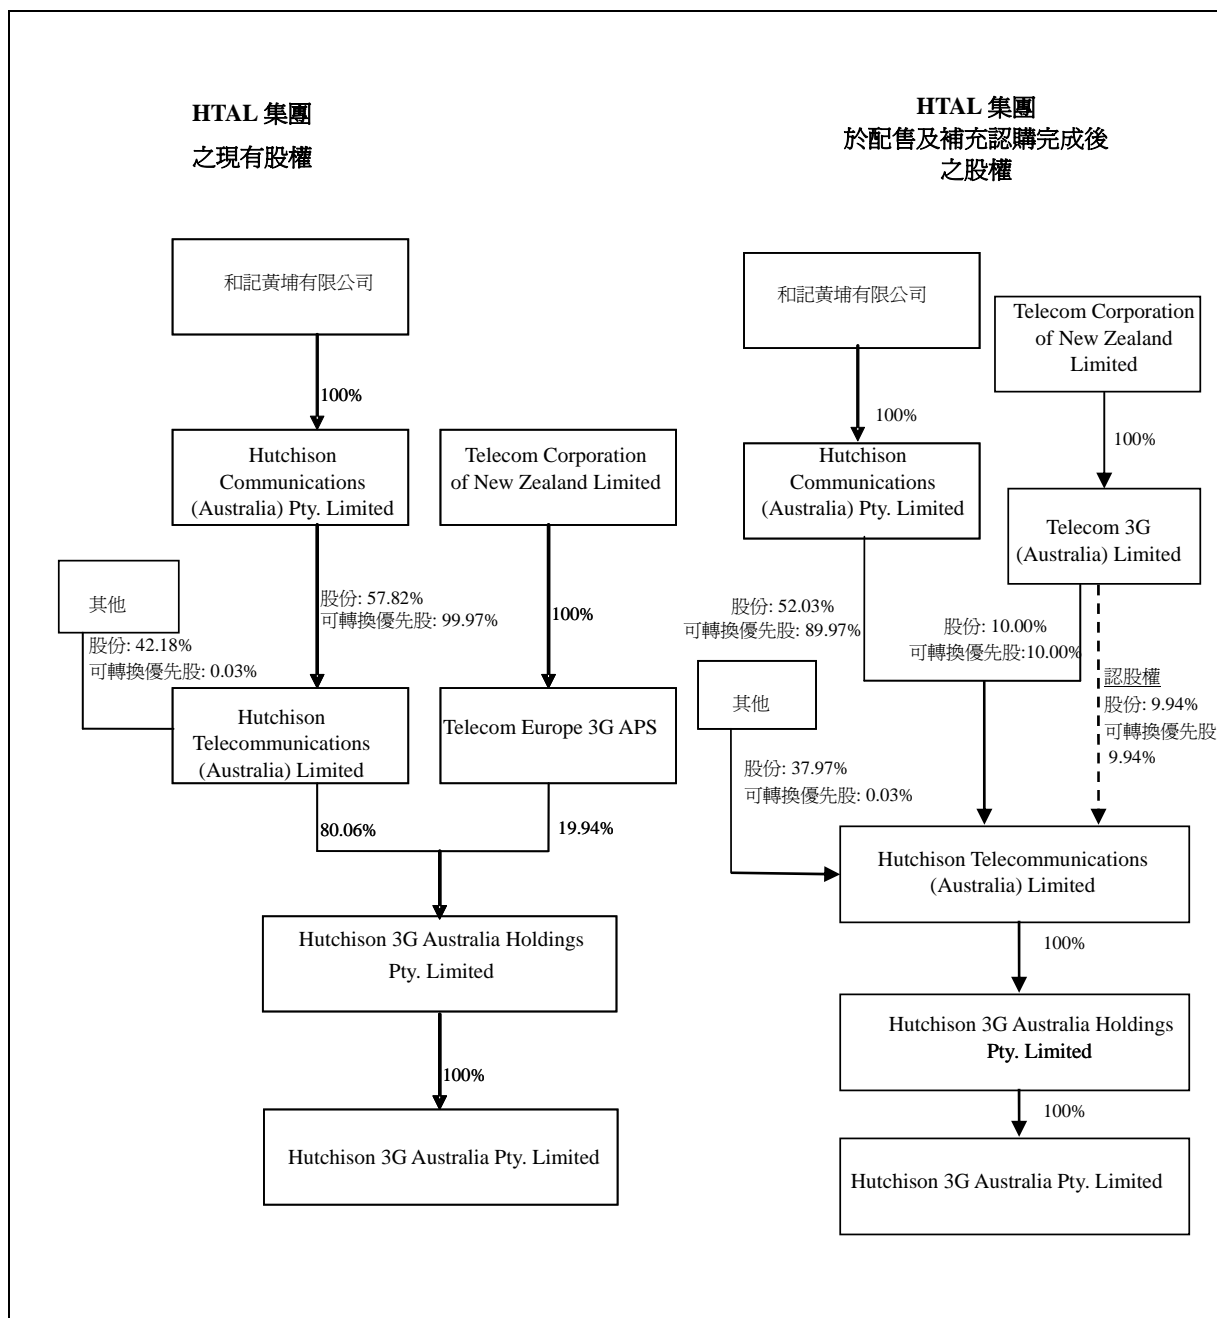 HTAL 集團
之現有股權
和記黃埔有限公司
100%
Hutchison
Communications
(Australia) Pty. Limited
Telecom Corporation
of New Zealand Limited
其他
股份: 57.82%
可轉換優先股: 99.97%
100%
股份: 42.18%
可轉換優先股: 0.03%
Hutchison
Telecommunications
(Australia) Limited
Telecom Europe 3G APS
80.06%
19.94%
Hutchison 3G Australia Holdings
Pty. Limited
100%
Hutchison 3G Australia Pty. Limited
HTAL 集團
於配售及補充認購完成後
之股權
和記黃埔有限公司
Telecom Corporation
of New Zealand
Limited
100%
100%
Hutchison
Communications
(Australia) Pty. Limited
Telecom 3G
(Australia) Limited
股份: 52.03%
可轉換優先股: 89.97%
股份: 10.00%
可轉換優先股:10.00%
認股權
股份: 9.94%
可轉換優先股
9.94%
其他
股份: 37.97%
可轉換優先股: 0.03%
Hutchison Telecommunications
(Australia) Limited
100%
Hutchison 3G Australia Holdings
Pty. Limited
100%
Hutchison 3G Australia Pty. Limited